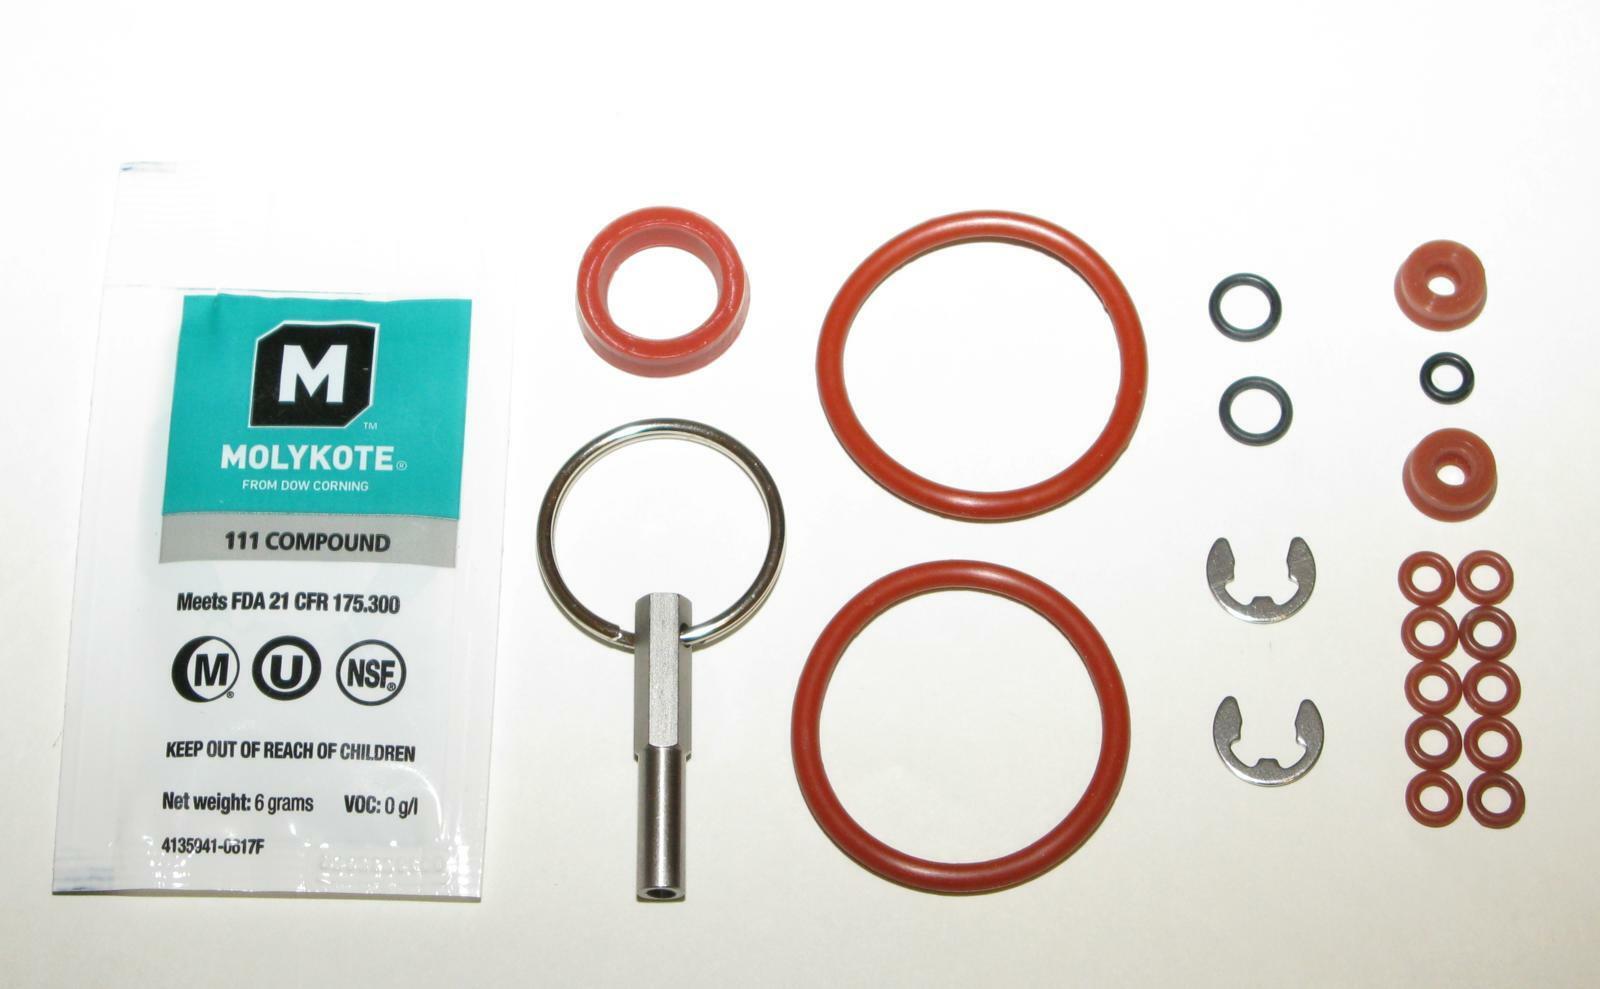 M
TM
MOLYKOTE®
FROM DOW CORNING
111 COMPOUND
Meets FDA 21 CFR 175.300
M® U NSF®
KEEP OUT OF REACH OF CHILDREN
Net weight: 6 grams VOC: 0 g/l
4135941-0617F